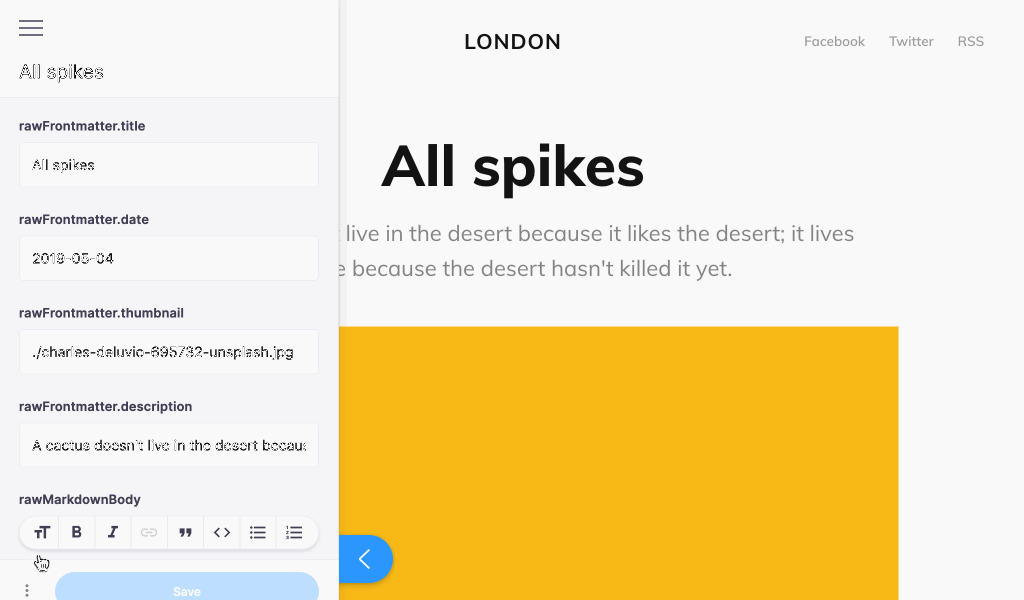 All spikes
rawFrontmatter.title
All spikes
rawFrontmatter.date
2019-05-04
rawFrontmatter.thumbnail
./charles-deluvio-695732-unsplash.jpg
rawFrontmatter.description
A cactus doesn't live in the desert becaus
rawMarkdownBody
B
I
Save
LONDON
Facebook Twitter RSS
All spikes
live in the desert because it likes the desert; it lives
because the desert hasn't killed it yet.